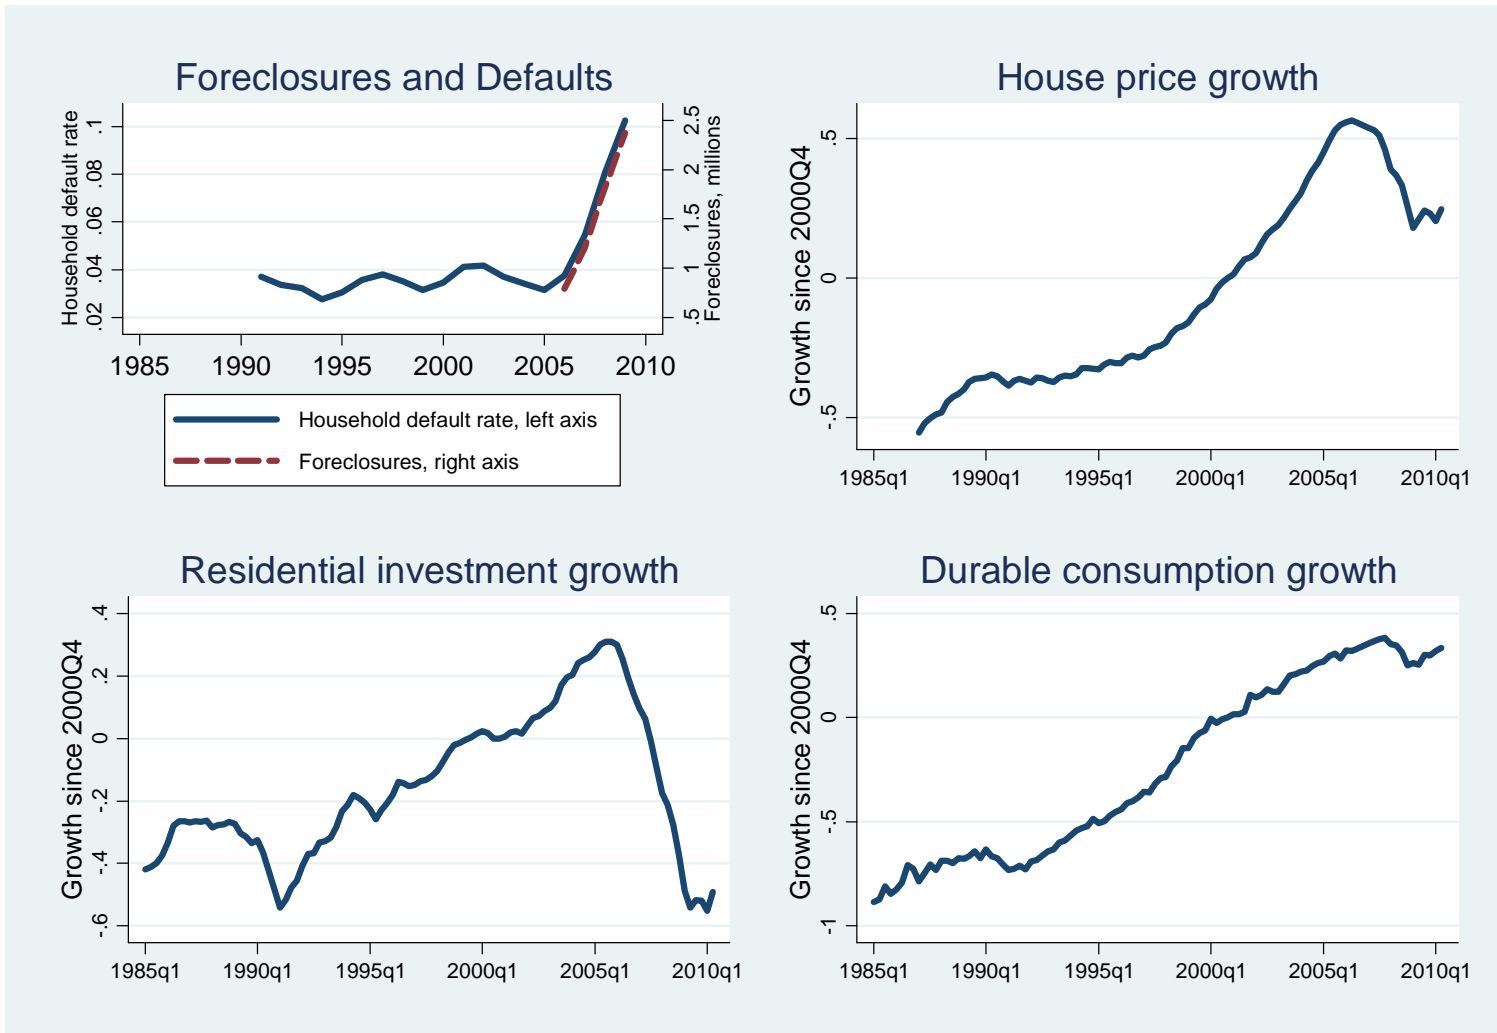 Foreclosures and Defaults
Household default rate
.1
.08
.06
.04
.02
2.5
2
1.5
1
.5
Foreclosures, millions
1985 1990 1995 2000 2005 2010
Household default rate, left axis
Foreclosures, right axis
House price growth
Growth since 2000Q4
.5
0
-.5
1985q1 1990q1 1995q1 2000q1 2005q1 2010q1
Residential investment growth
Growth since 2000Q4
.4
.2
0
-.2
-.4
-.6
1985q1 1990q1 1995q1 2000q1 2005q1 2010q1
Durable consumption growth
Growth since 2000Q4
.5
0
-.5
-1
1985q1 1990q1 1995q1 2000q1 2005q1 2010q1